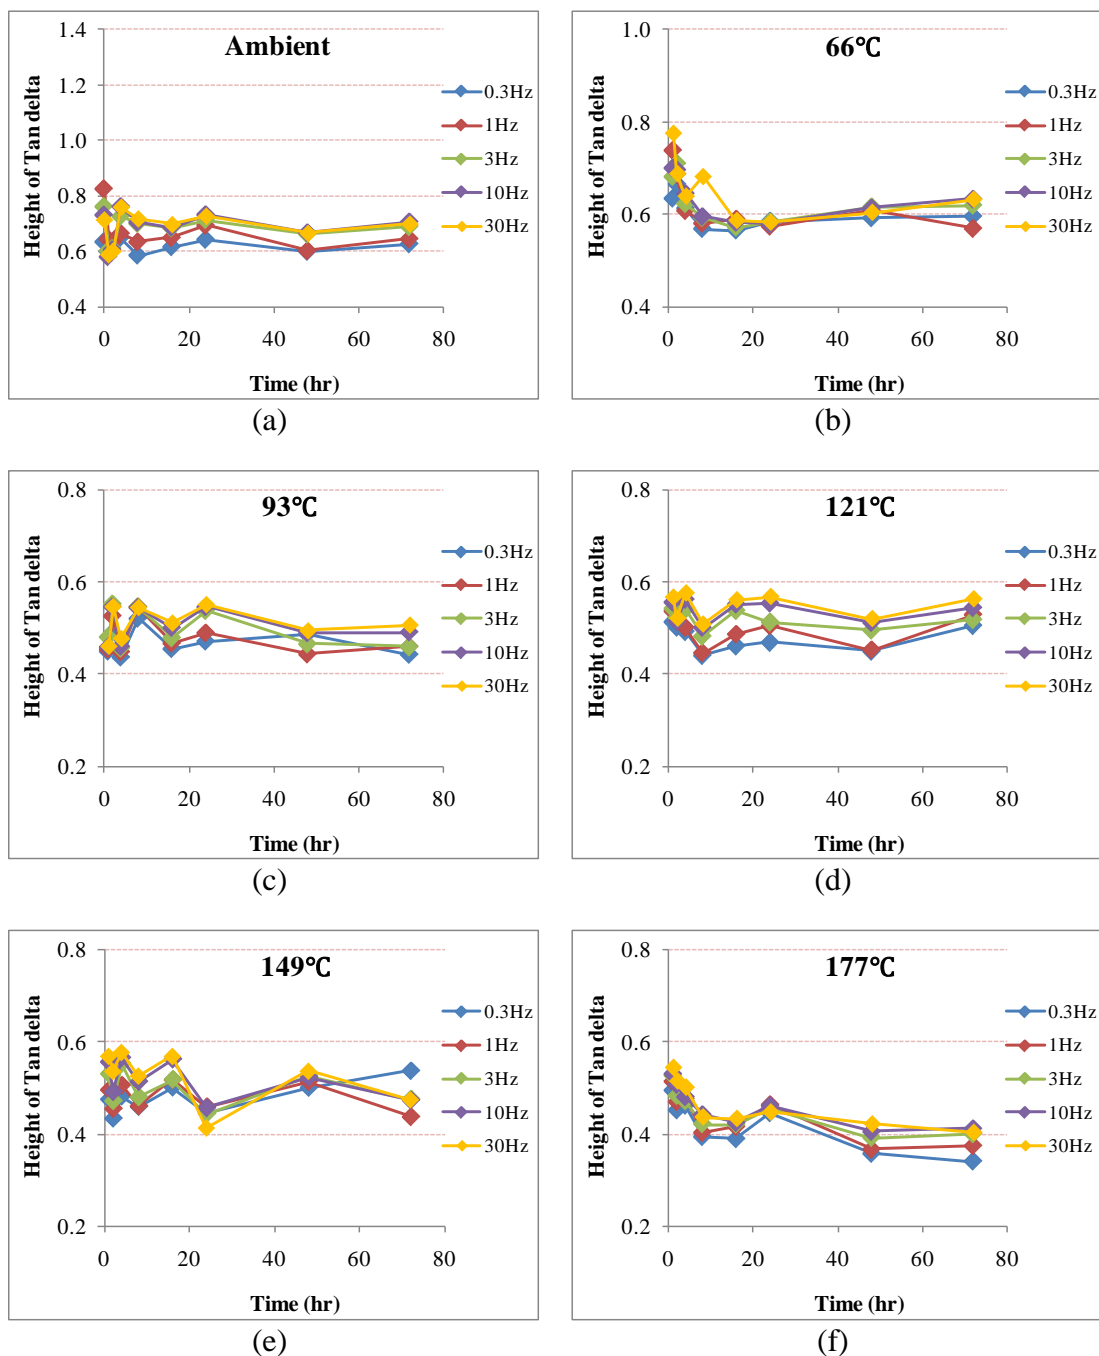 Ambient
1.4
1.2
1.0
0.8
0.6
0.4
0 20 40 60 80
Height of Tan delta
Time (hr)
0.3Hz
1Hz
3Hz
10Hz
30Hz
(a)
66℃
1.0
0.8
0.6
0.4
0 20 40 60 80
Height of Tan delta
Time (hr)
0.3Hz
1Hz
3Hz
10Hz
30Hz
(b)
93℃
0.8
0.6
0.4
0.2
0 20 40 60 80
Height of Tan delta
Time (hr)
0.3Hz
1Hz
3Hz
10Hz
30Hz
(c)
121℃
0.8
0.6
0.4
0.2
0 20 40 60 80
Height of Tan delta
Time (hr)
0.3Hz
1Hz
3Hz
10Hz
30Hz
(d)
149℃
0.8
0.6
0.4
0.2
0 20 40 60 80
Height of Tan delta
Time (hr)
0.3Hz
1Hz
3Hz
10Hz
30Hz
(e)
177℃
0.8
0.6
0.4
0.2
0 20 40 60 80
Height of Tan delta
Time (hr)
0.3Hz
1Hz
3Hz
10Hz
30Hz
(f)